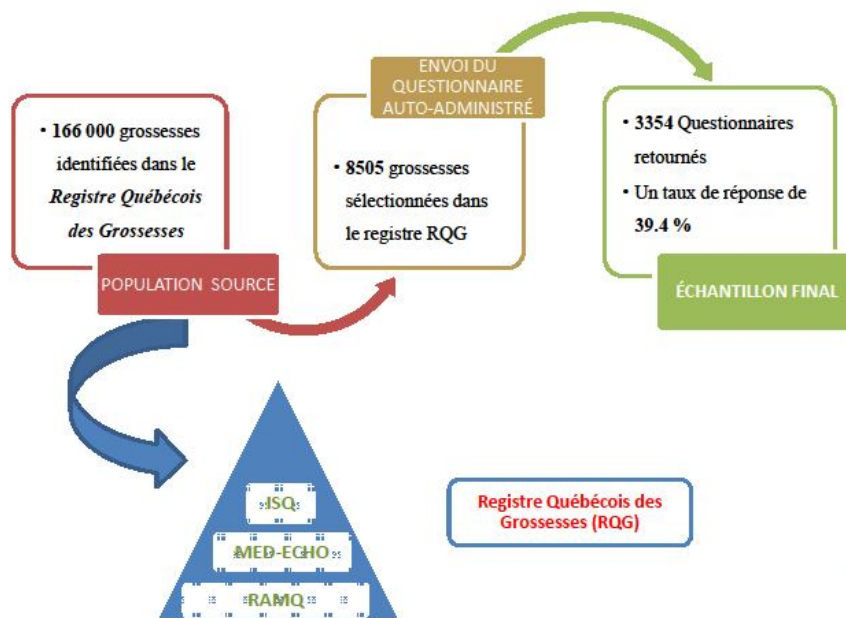 • 166 000 grossesses
identifiées dans le
Registre Québécois
des Grossesses
POPULATION SOURCE
ENVOI DU
QUESTIONNAIRE
AUTO-ADMINISTRÉ
• 8505 grossesses
sélectionnées dans
le registre RQG
• 3354 Questionnaires
retournés
• Un taux de réponse de
39.4 %
ÉCHANTILLON FINAL
ISQ
MED-ECHO
RAMQ
Registre Québécois des
Grossesses (RQG)